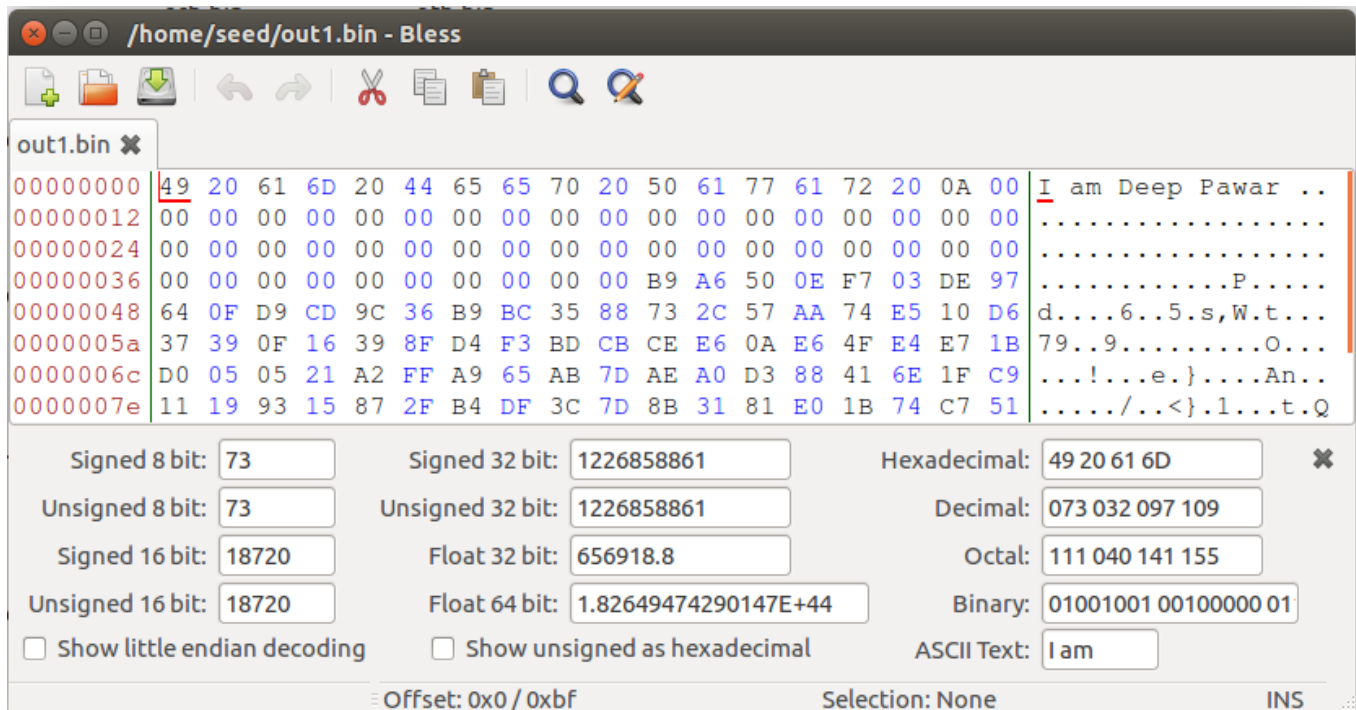 /home/seed/out1.bin - Bless
out1.bin
00000000 49 20 61 6D 20 44 65 65 70 20 50 61 77 61 72 20 0A 00 I am Deep Pawar ..
00000012 00 00 00 00 00 00 00 00 00 00 00 00 00 00 00 00 00 00 ..................
00000024 00 00 00 00 00 00 00 00 00 00 00 00 00 00 00 00 00 00 ..................
00000036 00 00 00 00 00 00 00 00 00 00 B9 A6 50 0E F7 03 DE 97 ............P.....
00000048 64 0F D9 CD 9C 36 B9 BC 35 88 73 2C 57 AA 74 E5 10 D6 d....6..5.s,W.t...
0000005a 37 39 0F 16 39 8F D4 F3 BD CB CE E6 0A E6 4F E4 E7 1B 79..9.........O...
0000006c D0 05 05 21 A2 FF A9 65 AB 7D AE A0 D3 88 41 6E 1F C9 ...!...e.}....An..
0000007e 11 19 93 15 87 2F B4 DF 3C 7D 8B 31 81 E0 1B 74 C7 51 ...../..<}.1...t.Q
Signed 8 bit: 73 Signed 32 bit: 1226858861 Hexadecimal: 49 20 61 6D
Unsigned 8 bit: 73 Unsigned 32 bit: 1226858861 Decimal: 073 032 097 109
Signed 16 bit: 18720 Float 32 bit: 656918.8 Octal: 111 040 141 155
Unsigned 16 bit: 18720 Float 64 bit: 1.82649474290147E+44 Binary: 01001001 00100000 01
Show little endian decoding Show unsigned as hexadecimal ASCII Text: I am
Offset: 0x0 / 0xbf Selection: None INS